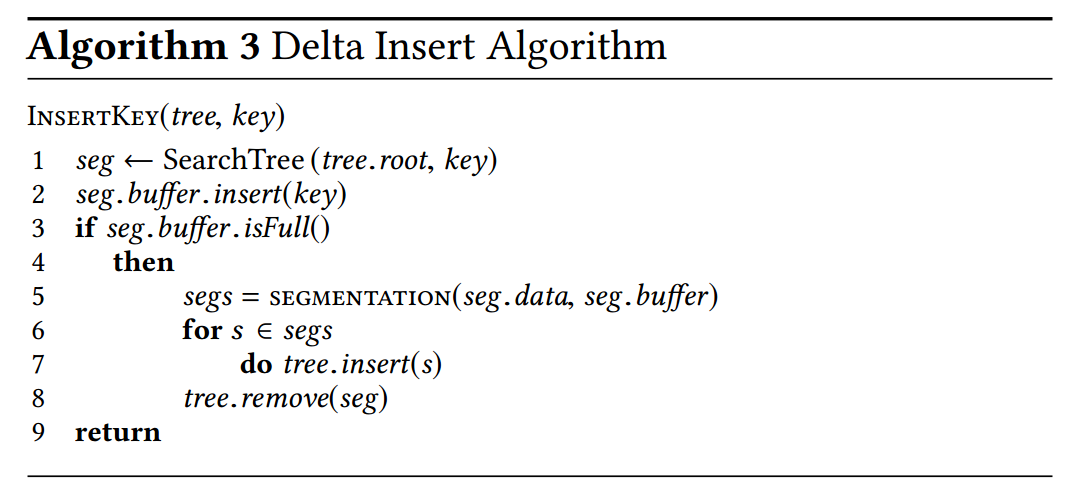 Algorithm 3 Delta Insert Algorithm
InsertKey(tree, key)
1 seg ← SearchTree(tree.root, key)
2 seg.buffer.insert(key)
3 if seg.buffer.isFull()
4 then
5 segs = segmentation(seg.data, seg.buffer)
6 for s ∈ segs
7 do tree.insert(s)
8 tree.remove(seg)
9 return